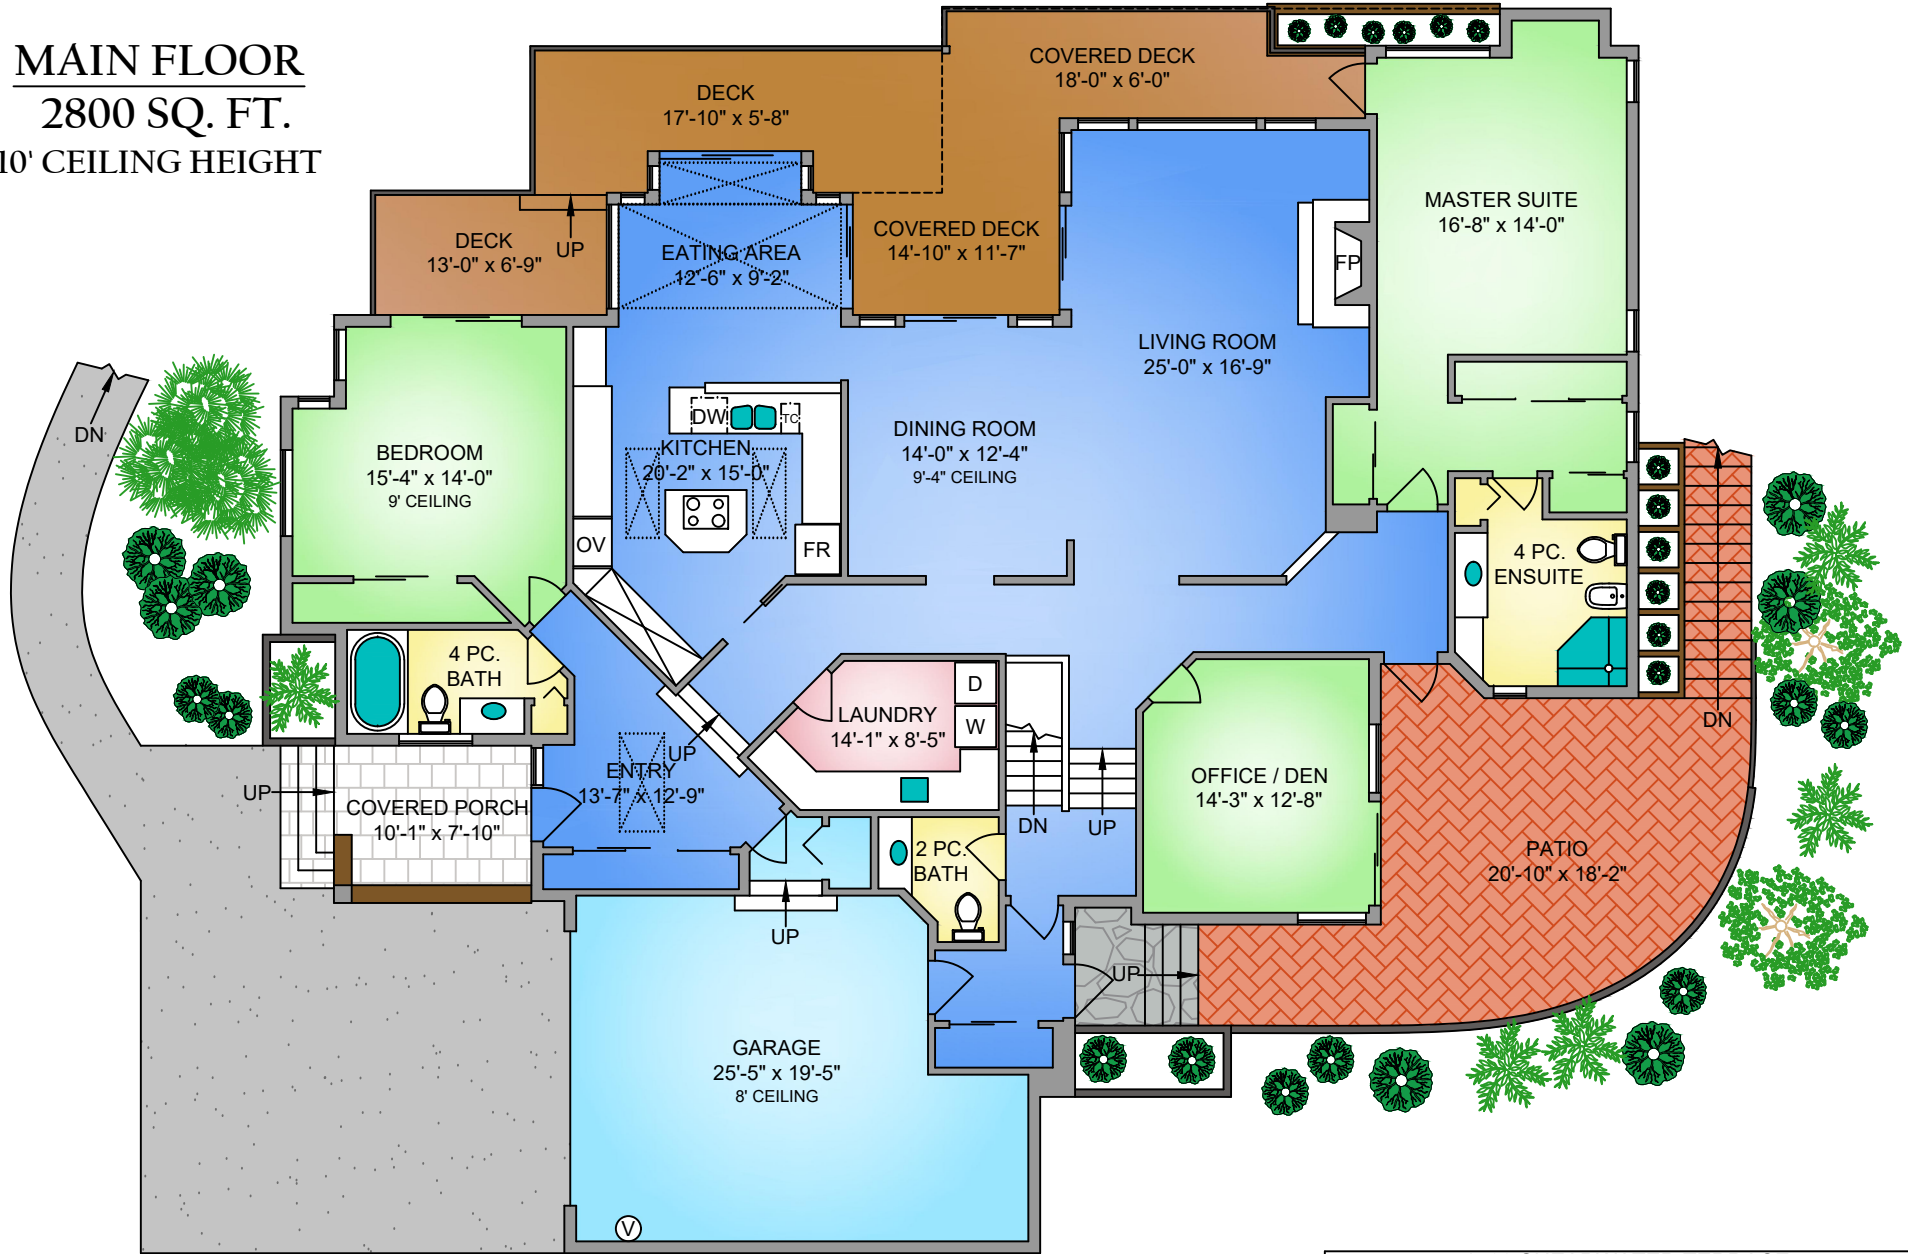 MAIN FLOOR
2800 SQ. FT.
10' CEILING HEIGHT
COVERED DECK
18'-0" x 6'-0"
DECK
17'-10" x 5'-8"
MASTER SUITE
16'-8" x 14'-0"
DECK
13'-0" x 6'-9"
UP
EATING AREA
12'-6" x 9'-2"
COVERED DECK
14'-10" x 11'-7"
FP
LIVING ROOM
25'-0" x 16'-9"
DN
BEDROOM
15'-4" x 14'-0"
9' CEILING
DW
TC
KITCHEN
20'-2" x 15'-0"
OV
FR
DINING ROOM
14'-0" x 12'-4"
9'-4" CEILING
4 PC.
ENSUITE
4 PC.
BATH
D
W
LAUNDRY
14'-1" x 8'-5"
DN
UP
ENTRY
13'-7" x 12'-9"
UP
COVERED PORCH
10'-1" x 7'-10"
OFFICE / DEN
14'-3" x 12'-8"
DN
UP
2 PC.
BATH
PATIO
20'-10" x 18'-2"
UP
UP
GARAGE
25'-5" x 19'-5"
8' CEILING
V